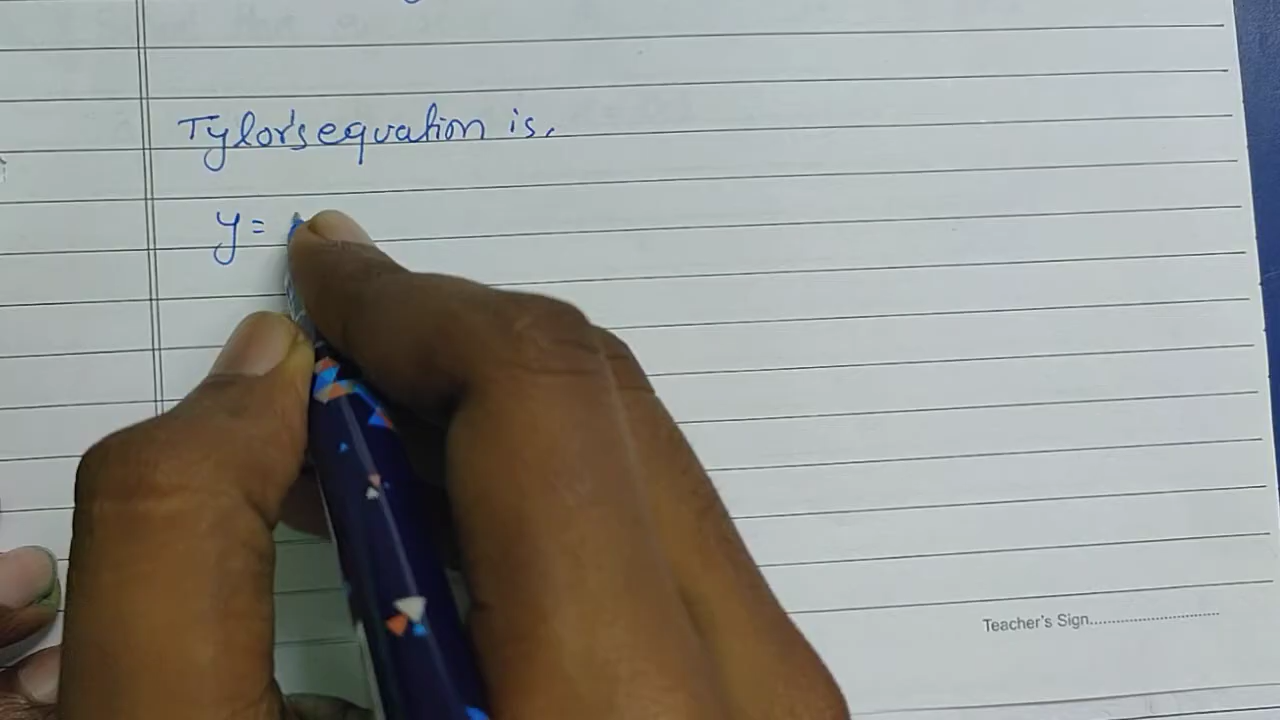 Tylor's equation is,
y =
Teacher's Sign..............................